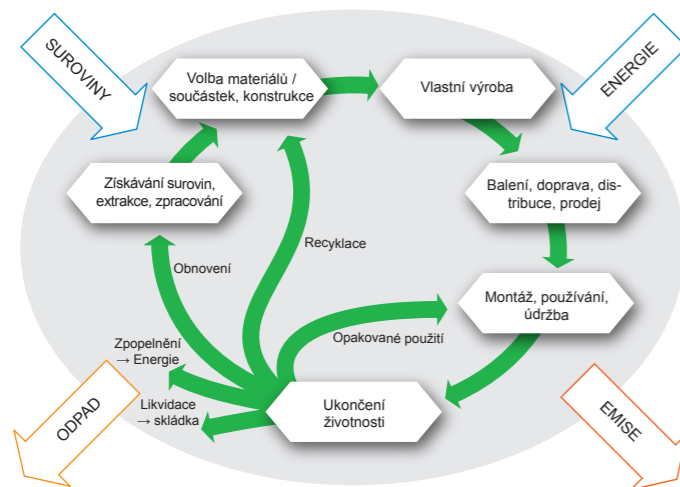 SUROVINY
ENERGIE
Volba materiálů /
součástek, konstrukce
Vlastní výroba
Získávání surovin,
extrakce, zpracování
Balení, doprava, dis-
tribuce, prodej
Recyklace
Obnovení
Montáž, používání,
údržba
Opakované použití
Zpopelnění
→ Energie
Likvidace
→ skládka
Ukončení
životnosti
ODPAD
EMISE